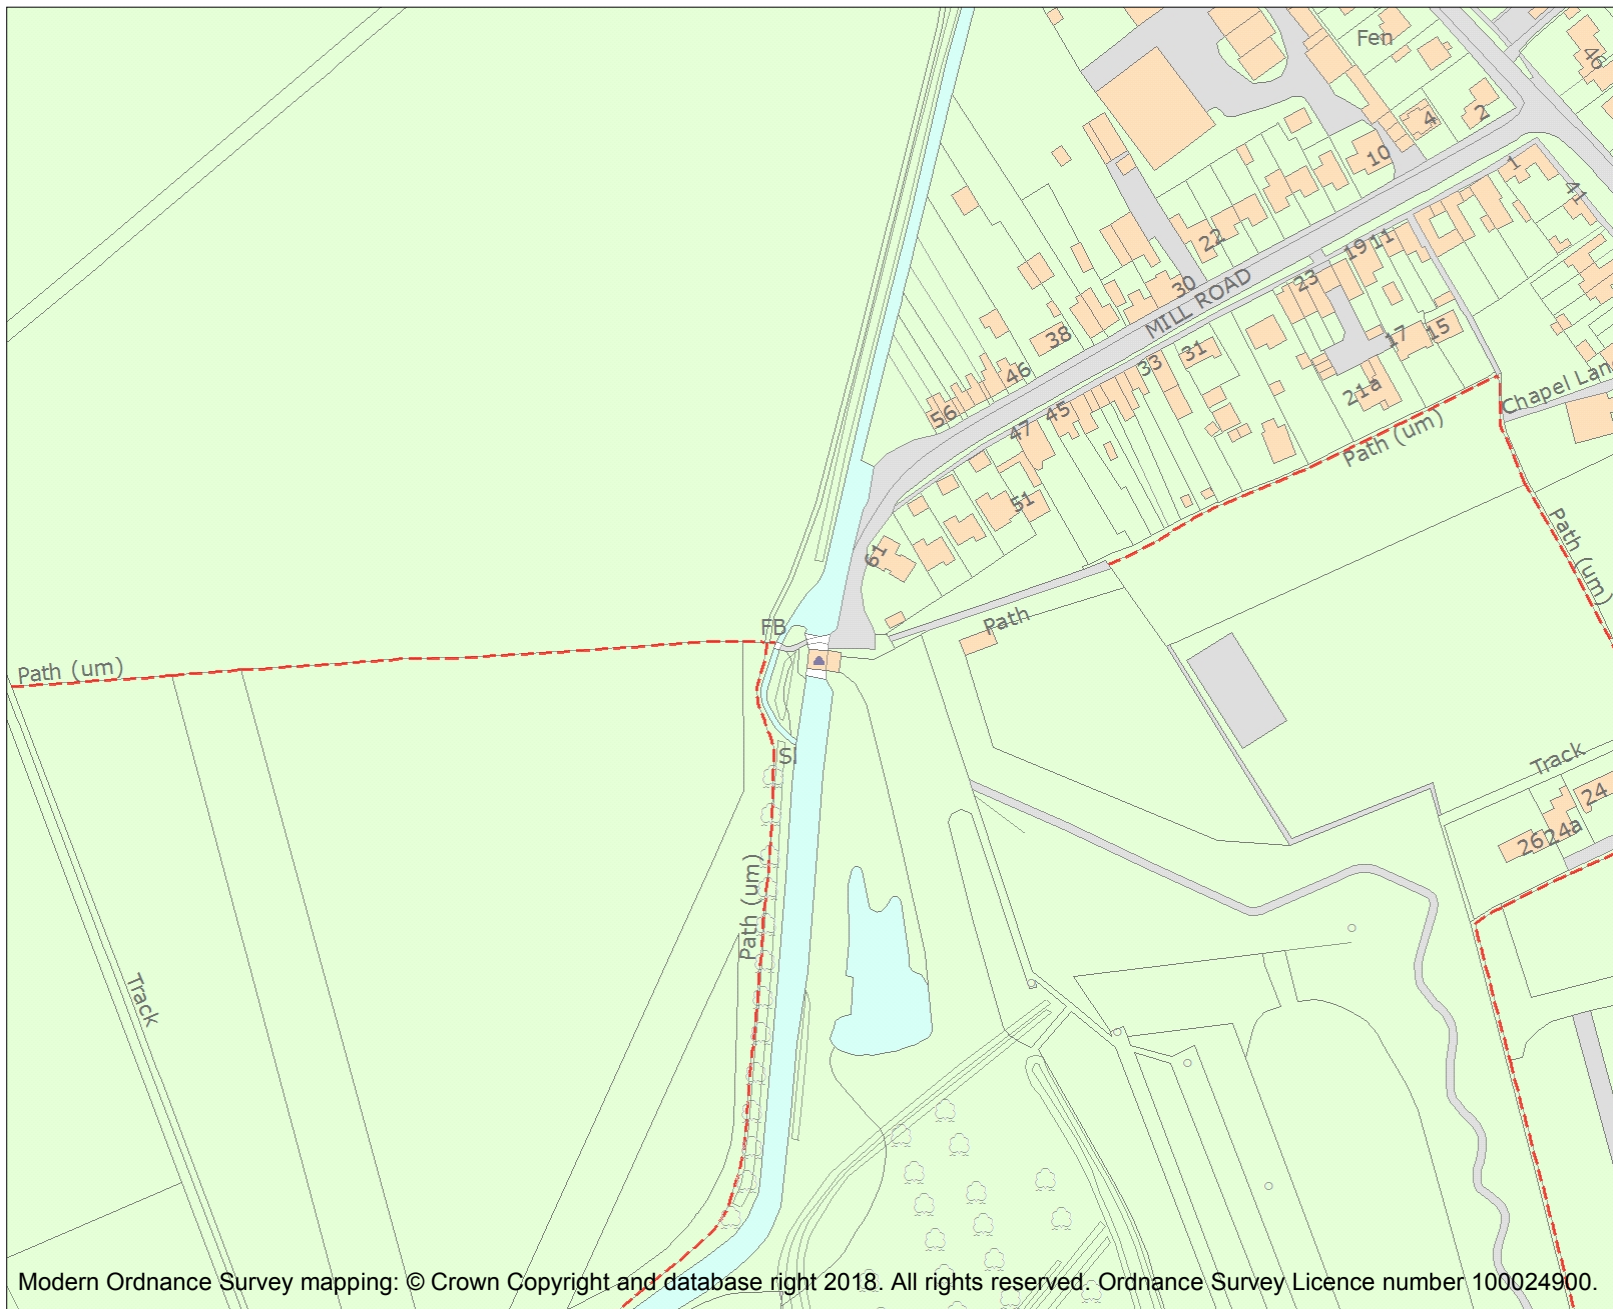 Fen
46
4
2
10
1
41
22
19
11
30
23
MILL ROAD
38
17
15
31
33
46
21a
Chapel Lan
56
45
47
Path (um)
51
61
Path (um)
FB
Path
Path (um)
Sl
Track
24
26
24a
Path (um)
Track
Modern Ordnance Survey mapping: © Crown Copyright and database right 2018. All rights reserved. Ordnance Survey Licence number 100024900.